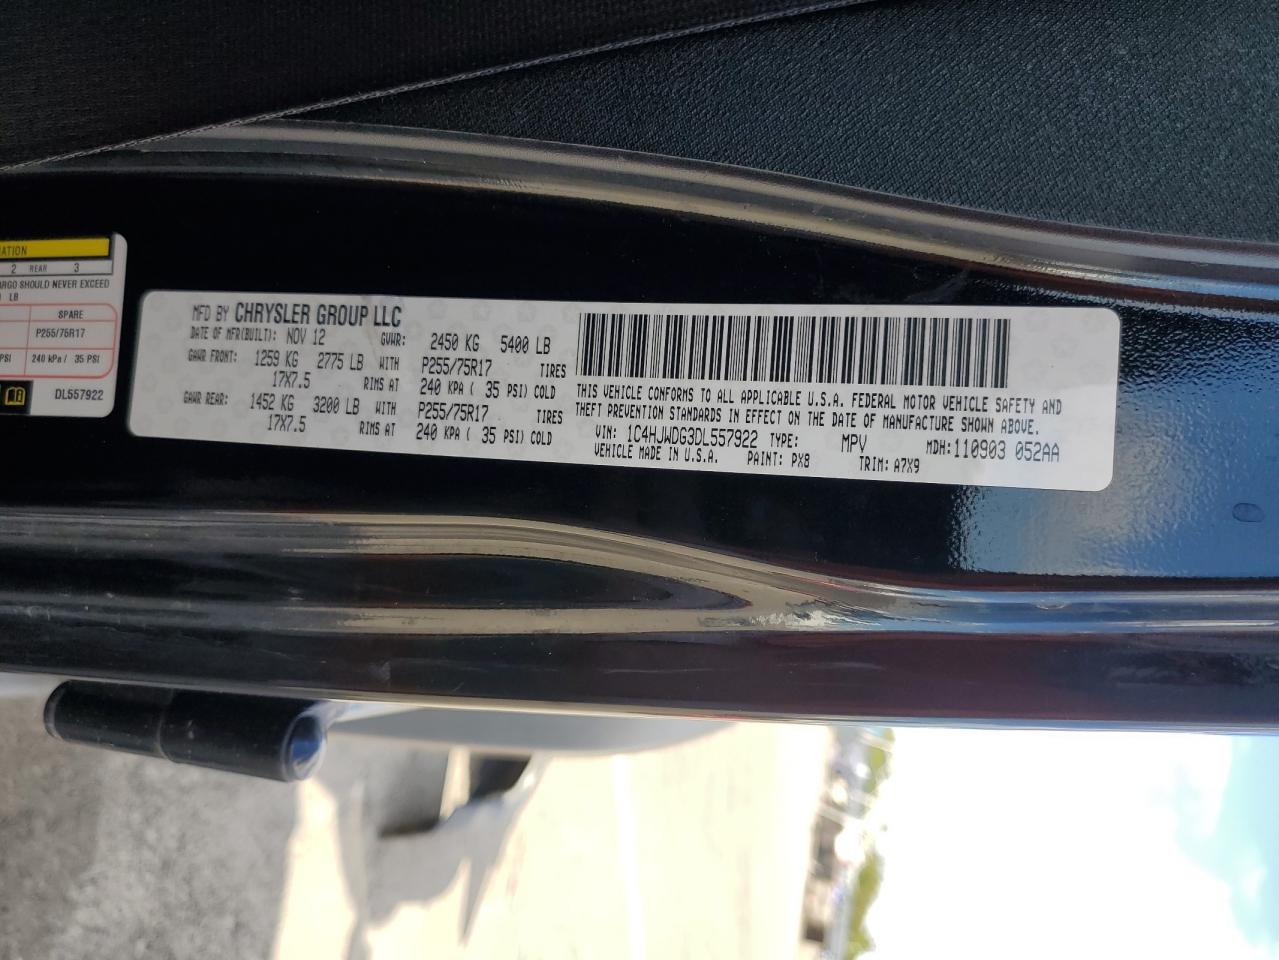 ATION
2 REAR 3
ARGO SHOULD NEVER EXCEED
LB
SPARE
P255/75R17
PSI 240 kPa / 35 PSI
DL557922
MFD BY CHRYSLER GROUP LLC
DATE OF MFR(BUILT): NOV 12 GVWR: 2450 KG 5400 LB
GAWR FRONT: 1259 KG 2775 LB WITH P255/75R17 TIRES
17X7.5 RIMS AT 240 KPA ( 35 PSI) COLD
GAWR REAR: 1452 KG 3200 LB WITH P255/75R17 TIRES
17X7.5 RIMS AT 240 KPA ( 35 PSI) COLD
THIS VEHICLE CONFORMS TO ALL APPLICABLE U.S.A. FEDERAL MOTOR VEHICLE SAFETY AND
THEFT PREVENTION STANDARDS IN EFFECT ON THE DATE OF MANUFACTURE SHOWN ABOVE.
VIN: 1C4HJWDG3DL557922 TYPE: MPV MDH: 110903 052AA
VEHICLE MADE IN U.S.A. PAINT: PX8 TRIM: A7X9